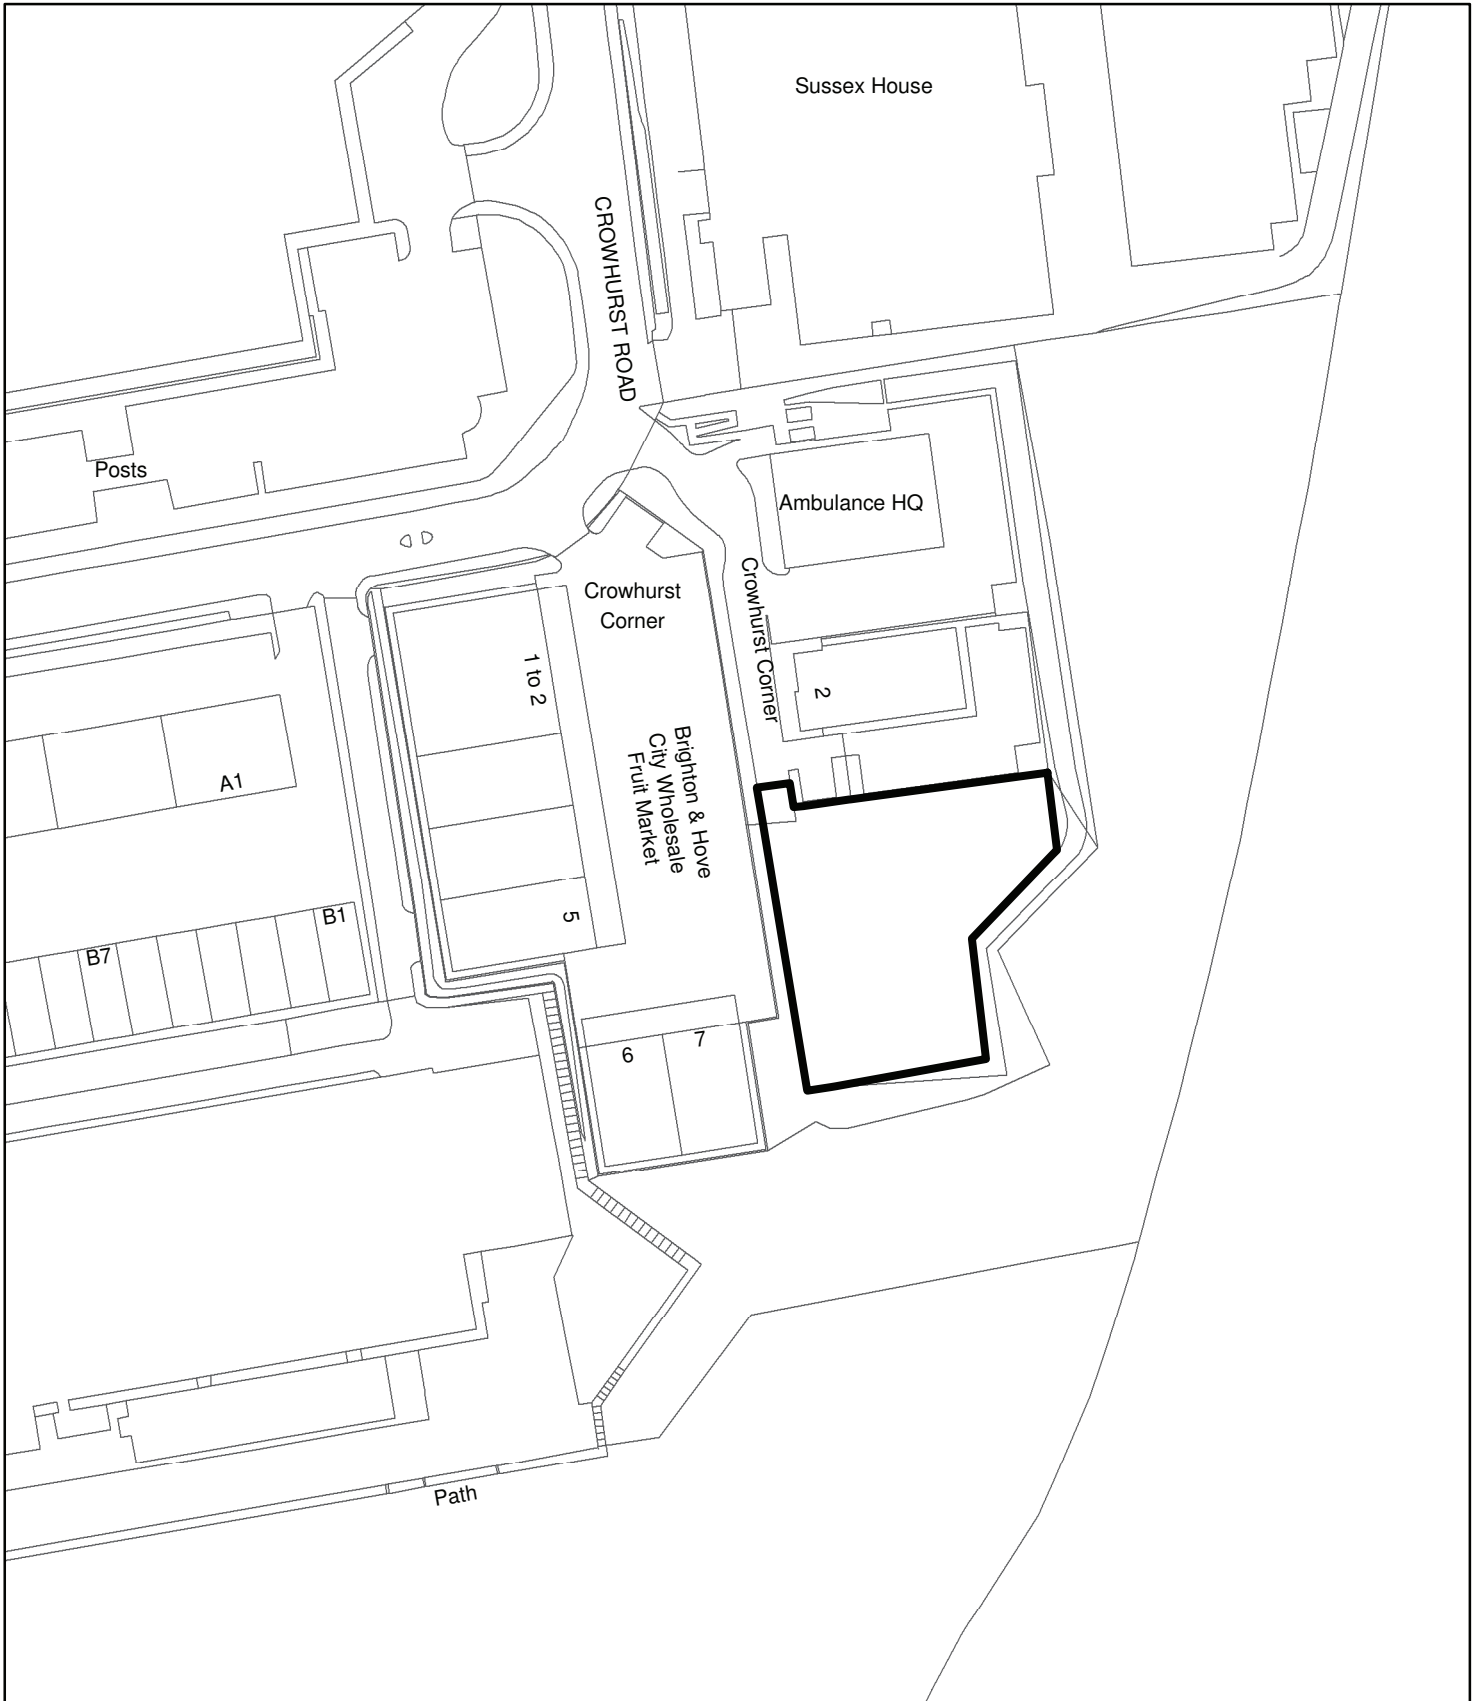 Sussex House
CROWHURST ROAD
Posts
Ambulance HQ
Crowhurst
Corner
Crowhurst Corner
1 to 2
2
Brighton & Hove
City Wholesale
Fruit Market
A1
5
B1
B7
6
7
Path